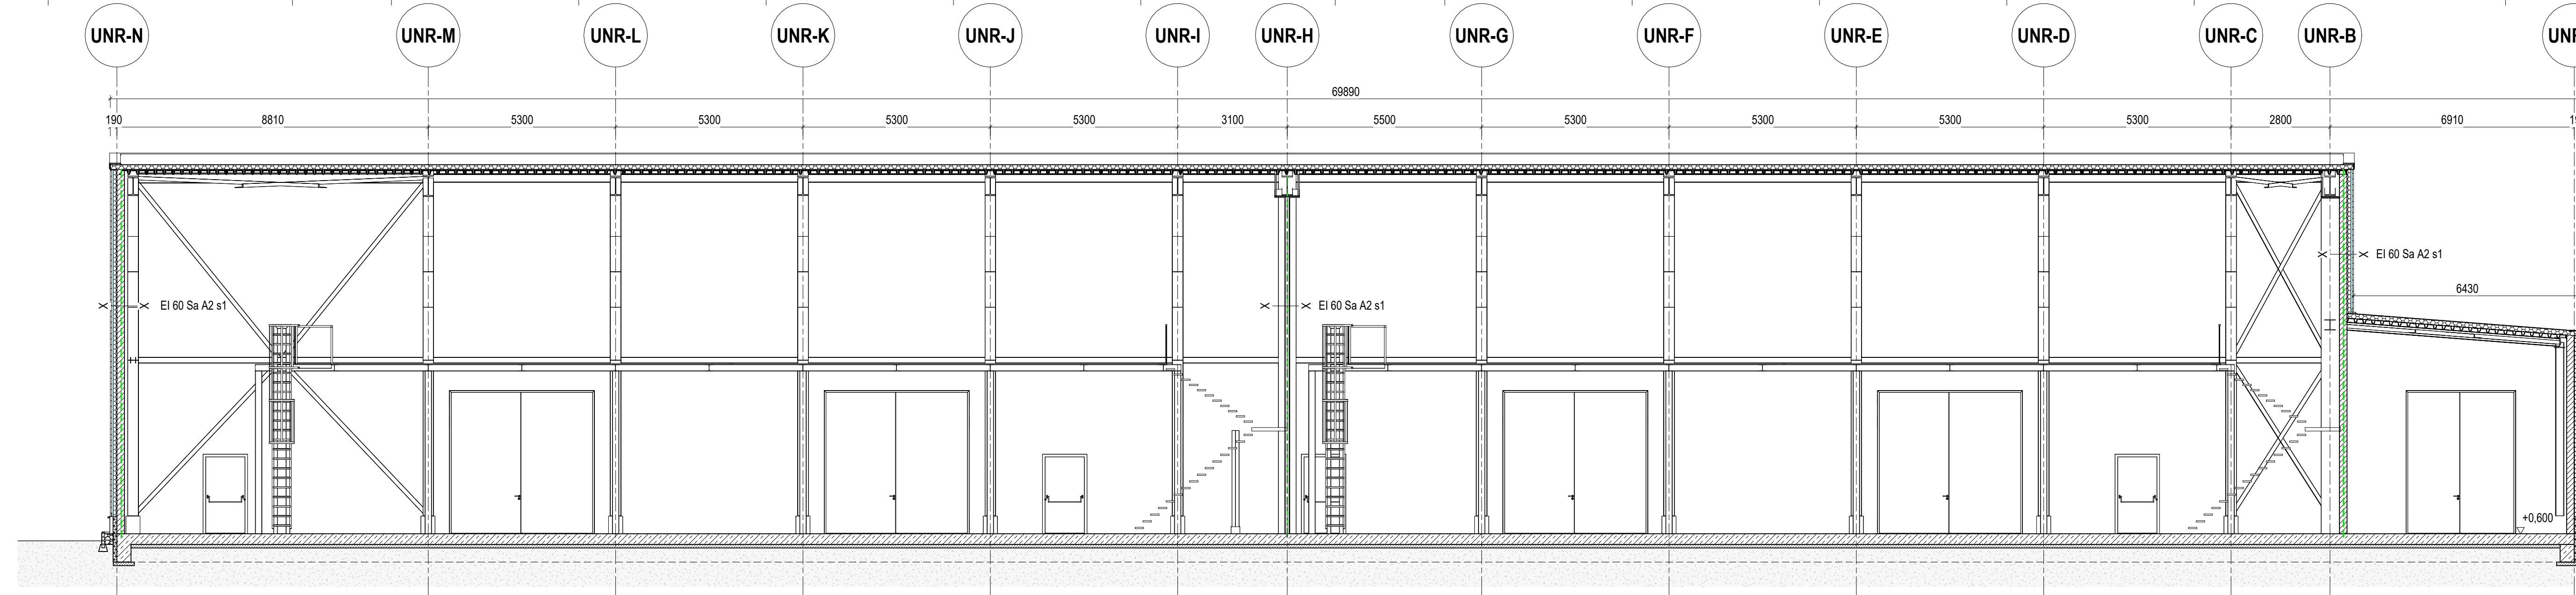 UNR-N UNR-M UNR-L UNR-K UNR-J UNR-I UNR-H UNR-G UNR-F UNR-E UNR-D UNR-C UNR-B UNR
69890
190 8810 5300 5300 5300 5300 3100 5500 5300 5300 5300 5300 2800 6910 19
EI 60 Sa A2 s1
6430
EI 60 Sa A2 s1 EI 60 Sa A2 s1
+0,600